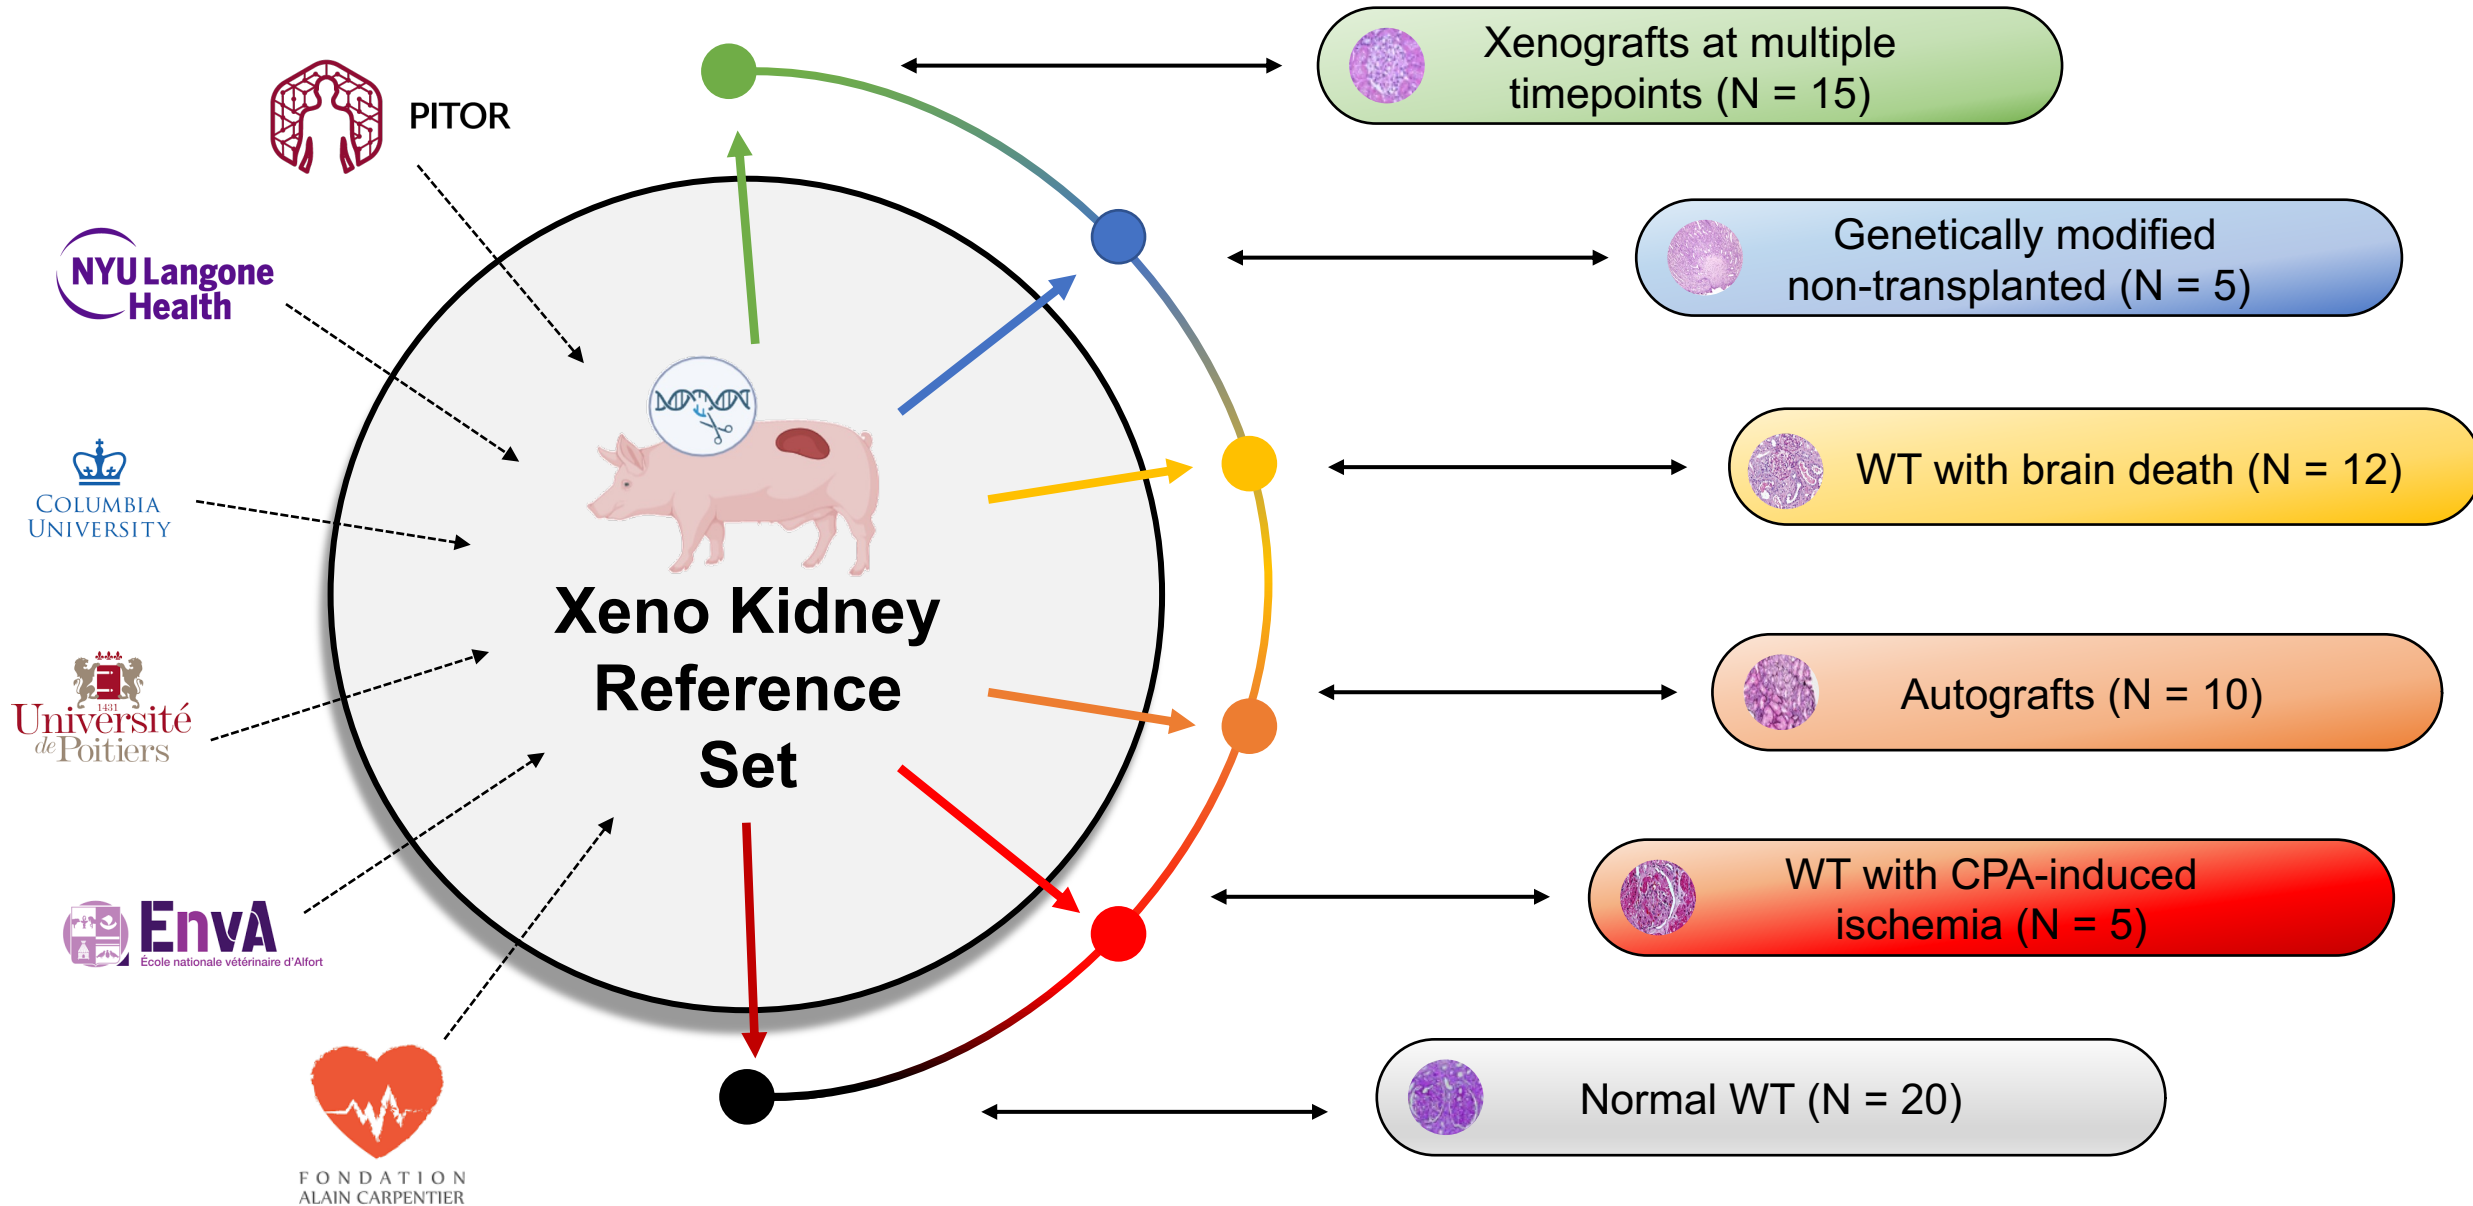 PITOR
NYU Langone
Health
COLUMBIA
UNIVERSITY
1431
Université
de Poitiers
EnvA
École nationale vétérinaire d'Alfort
FONDATION
ALAIN CARPENTIER
Xeno Kidney
Reference
Set
Xenografts at multiple
timepoints (N = 15)
Genetically modified
non-transplanted (N = 5)
WT with brain death (N = 12)
Autografts (N = 10)
WT with CPA-induced
ischemia (N = 5)
Normal WT (N = 20)